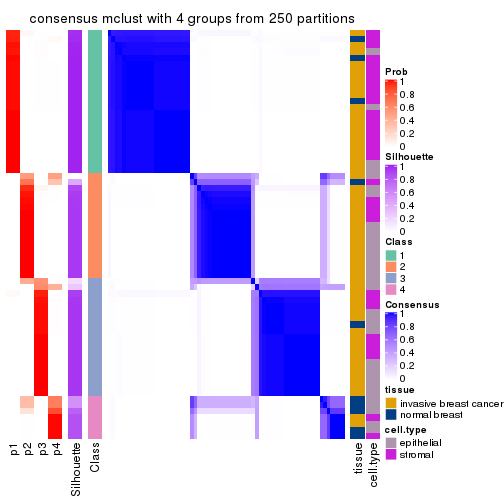 consensus mclust with 4 groups from 250 partitions
Prob
1
0.8
0.6
0.4
0.2
0
Silhouette
1
0.8
0.6
0.4
0.2
0
Class
1
2
3
4
Consensus
1
0.8
0.6
0.4
0.2
0
tissue
invasive breast cancer
normal breast
cell.type
epithelial
stromal
p1
p2
p3
p4
Silhouette
Class
tissue
cell.type